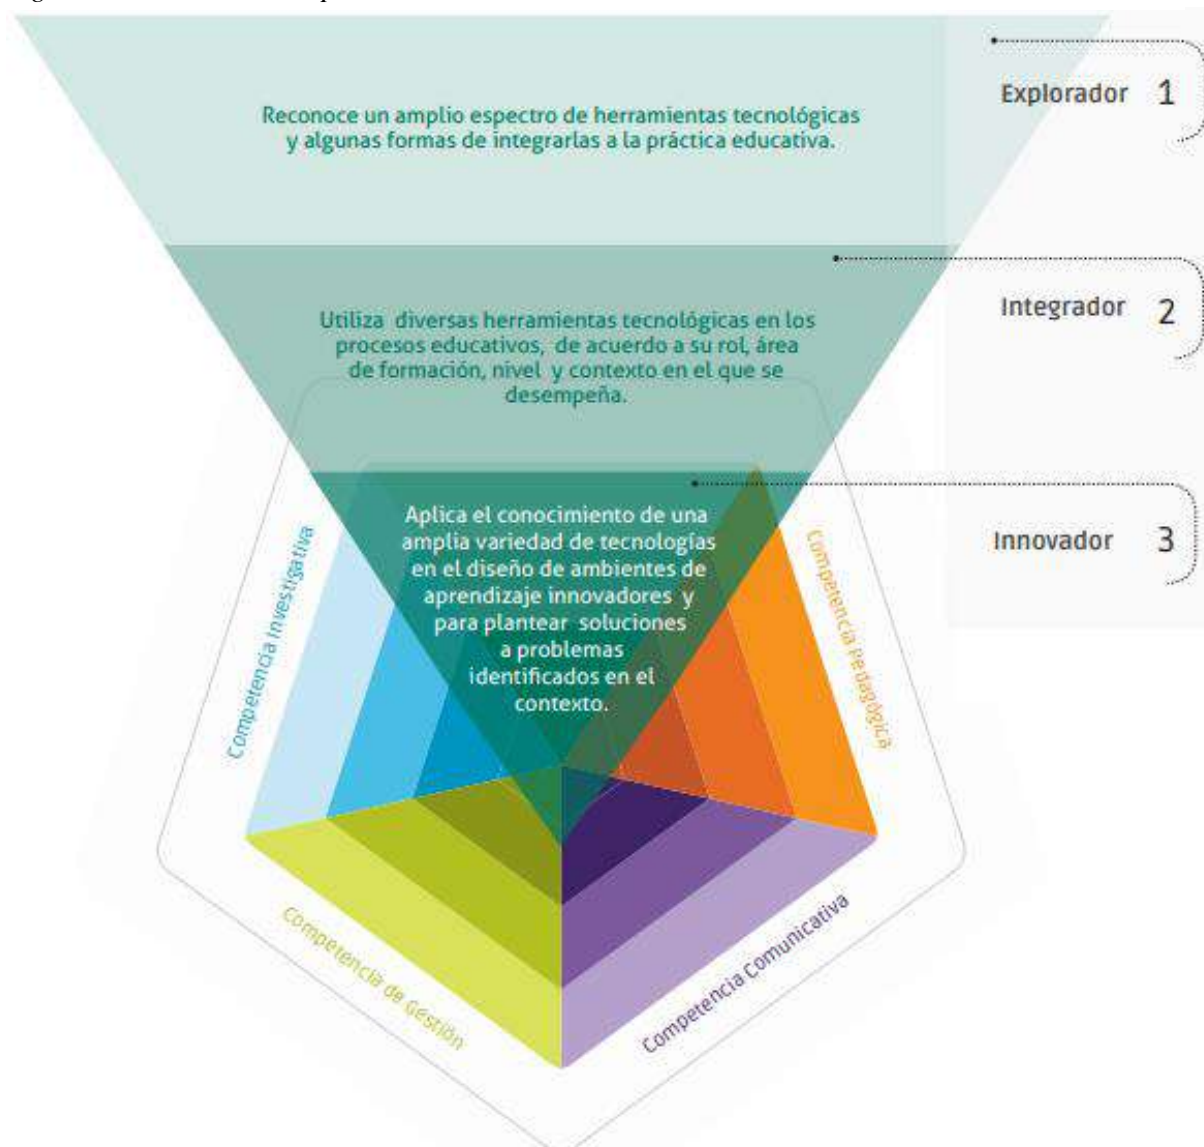 Reconoce un amplio espectro de herramientas tecnológicas
y algunas formas de integrarlas a la práctica educativa.
Explorador 1
Utiliza diversas herramientas tecnológicas en los
procesos educativos, de acuerdo a su rol, área
de formación, nivel y contexto en el que se
desempeña.
Integrador 2
Aplica el conocimiento de una
amplia variedad de tecnologías
en el diseño de ambientes de
aprendizaje innovadores y
para plantear soluciones
a problemas
identificados en el
contexto.
Innovador 3
Competencia Investigativa
Competencia Pedagógica
Competencia de Gestión
Competencia Comunicativa